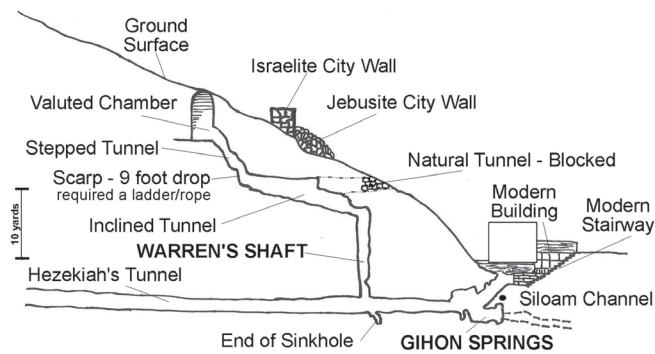 Ground
Surface
Israelite City Wall
Valuted Chamber
Jebusite City Wall
Stepped Tunnel
Natural Tunnel - Blocked
Scarp - 9 foot drop
required a ladder/rope
Modern
Building
Modern
Stairway
10 yards
Inclined Tunnel
WARREN'S SHAFT
Hezekiah's Tunnel
Siloam Channel
End of Sinkhole
GIHON SPRINGS